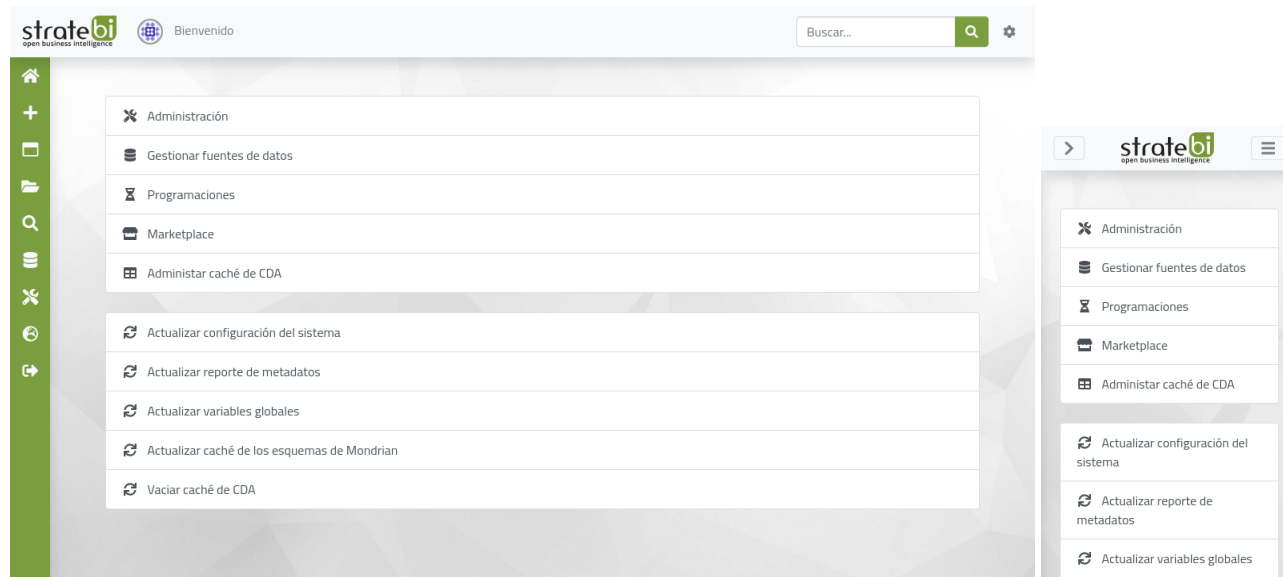 stratebi
open business intelligence
Bienvenido
Buscar...
Administración
Gestionar fuentes de datos
Programaciones
Marketplace
Administar caché de CDA
Actualizar configuración del sistema
Actualizar reporte de metadatos
Actualizar variables globales
Actualizar caché de los esquemas de Mondrian
Vaciar caché de CDA
stratebi
open business intelligence
Administración
Gestionar fuentes de datos
Programaciones
Marketplace
Administar caché de CDA
Actualizar configuración del
sistema
Actualizar reporte de
metadatos
Actualizar variables globales